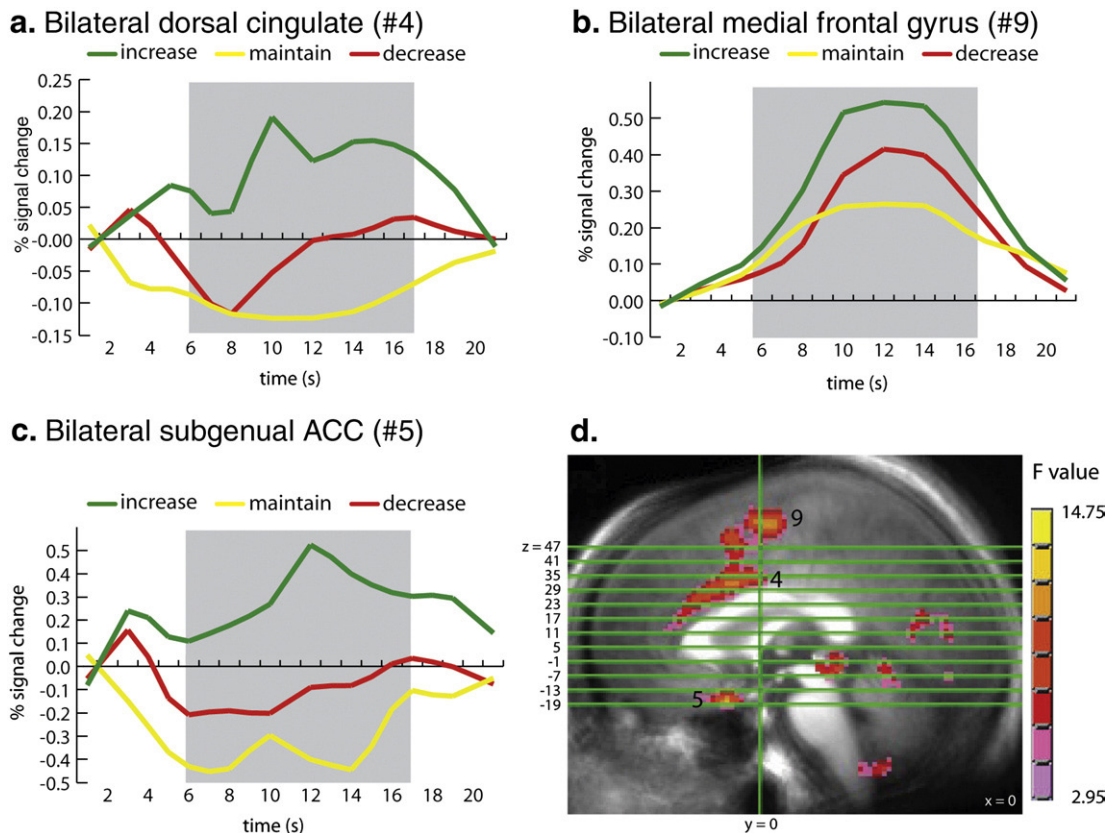 a. Bilateral dorsal cingulate (#4)
increase maintain decrease
% signal change
0.25
0.20
0.15
0.10
0.05
-0.00
-0.05
-0.10
-0.15
2 4 6 8 10 12 14 16 18 20
time (s)
b. Bilateral medial frontal gyrus (#9)
increase maintain decrease
% signal change
0.50
0.40
0.30
0.20
0.10
0.00
-0.10
2 4 6 8 10 12 14 16 18 20
time (s)
c. Bilateral subgenual ACC (#5)
increase maintain decrease
% signal change
0.5
0.4
0.3
0.2
0.1
0.0
-0.1
-0.2
-0.3
-0.4
-0.5
2 4 6 8 10 12 14 16 18 20
time (s)
d.
F value
14.75
2.95
9
4
5
z = 47
41
35
29
23
17
11
5
-1
-7
-13
-19
x = 0
y = 0